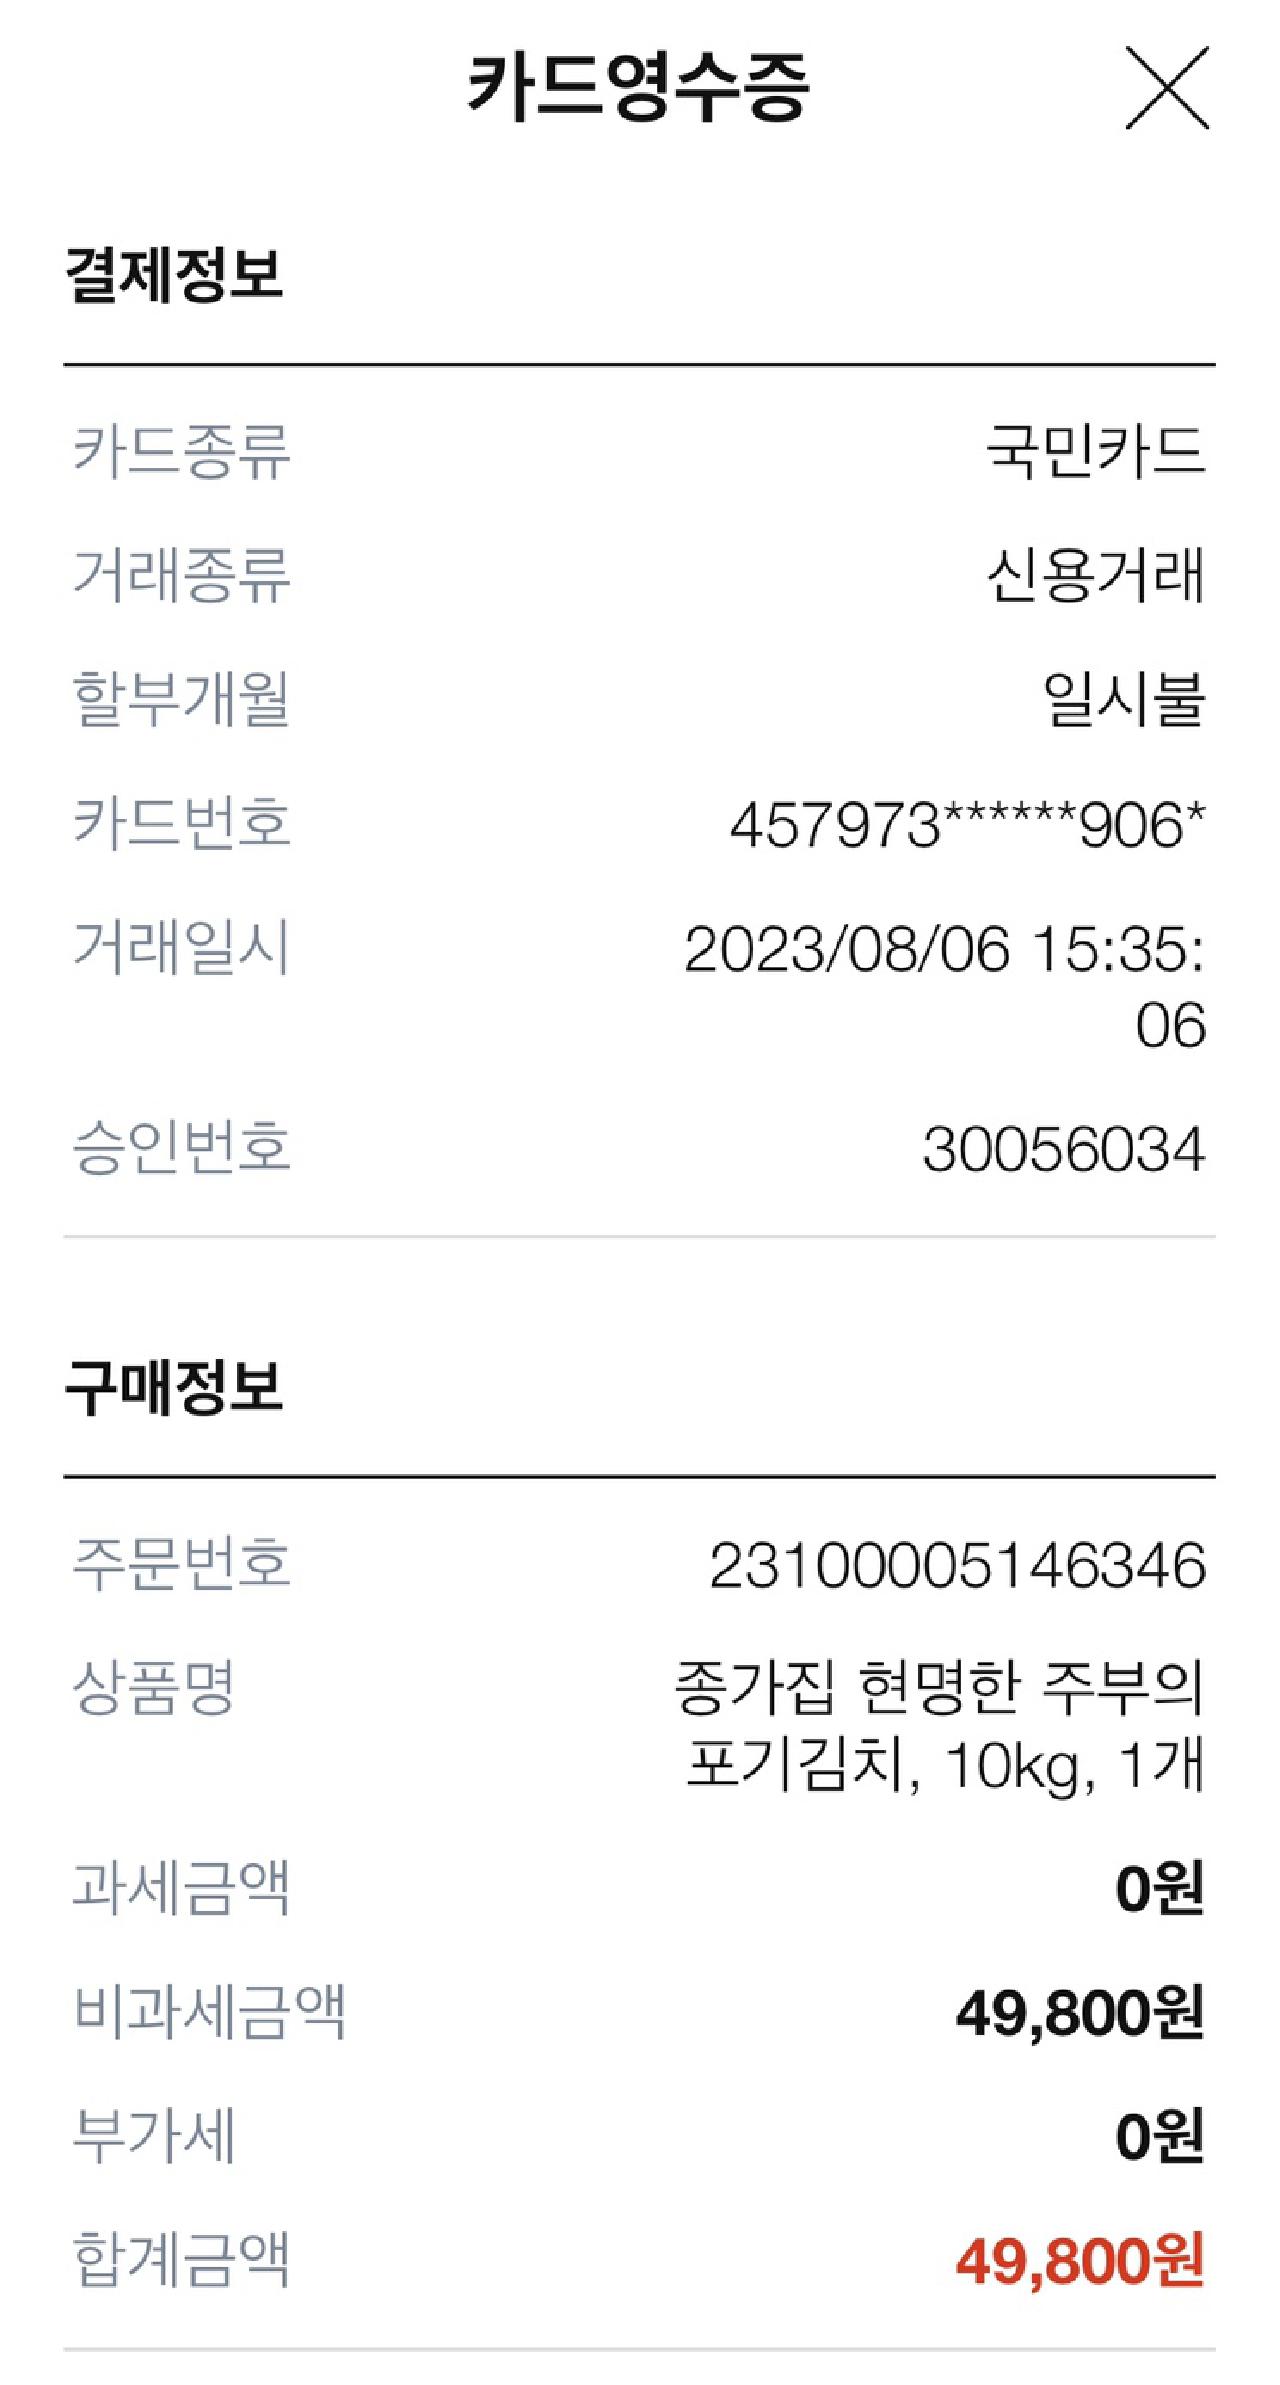 카드영수증
결제정보
카드종류 국민카드
거래종류 신용거래
할부개월 일시불
카드번호 457973******906*
거래일시 2023/08/06 15:35:
06
승인번호 30056034
구매정보
주문번호 23100005146346
상품명 종가집 현명한 주부의
포기김치, 10kg, 1개
과세금액 0원
비과세금액 49,800원
부가세 0원
합계금액 49,800원